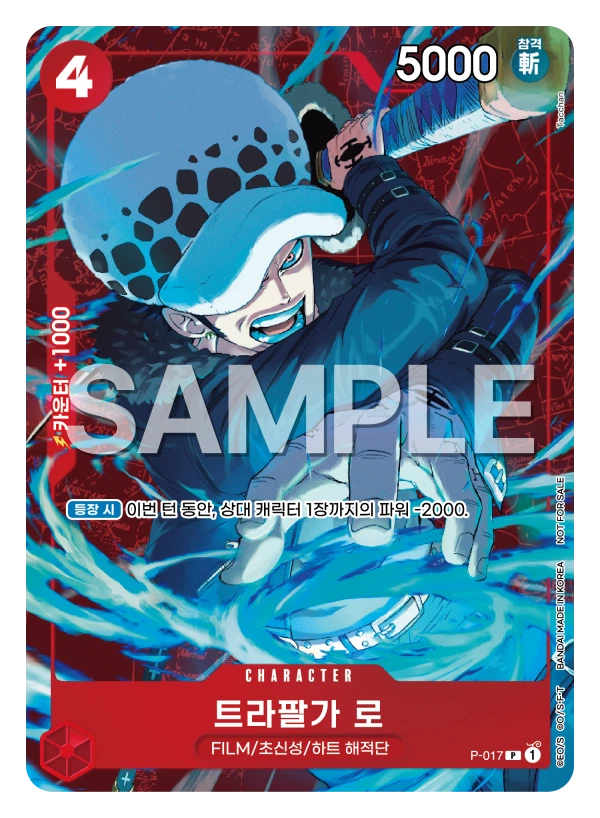 4
5000
참격
斬
Tacchan
⚡카운터 +1000
SAMPLE
등장 시 이번 턴 동안, 상대 캐릭터 1장까지의 파워 -2000.
CHARACTER
트라팔가 로
FILM/초신성/하트 해적단
P-017 P 1
©EO/S ©O/S·F·T BANDAI MADE IN KOREA NOT FOR SALE